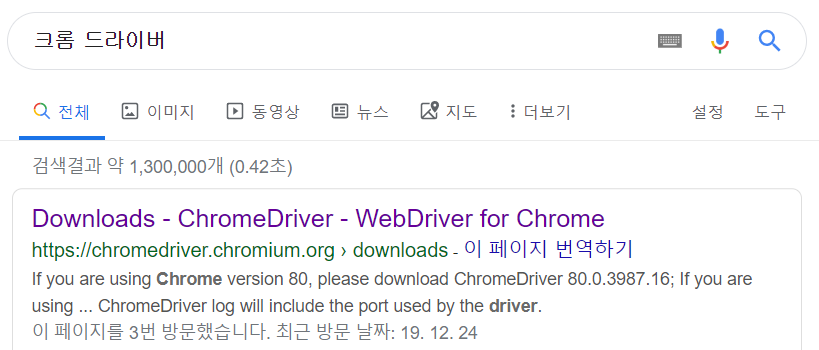 크롬 드라이버
전체 이미지 동영상 뉴스 지도 더보기 설정 도구
검색결과 약 1,300,000개 (0.42초)
Downloads - ChromeDriver - WebDriver for Chrome
https://chromedriver.chromium.org › downloads - 이 페이지 번역하기
If you are using Chrome version 80, please download ChromeDriver 80.0.3987.16; If you are
using ... ChromeDriver log will include the port used by the driver.
이 페이지를 3번 방문했습니다. 최근 방문 날짜: 19. 12. 24